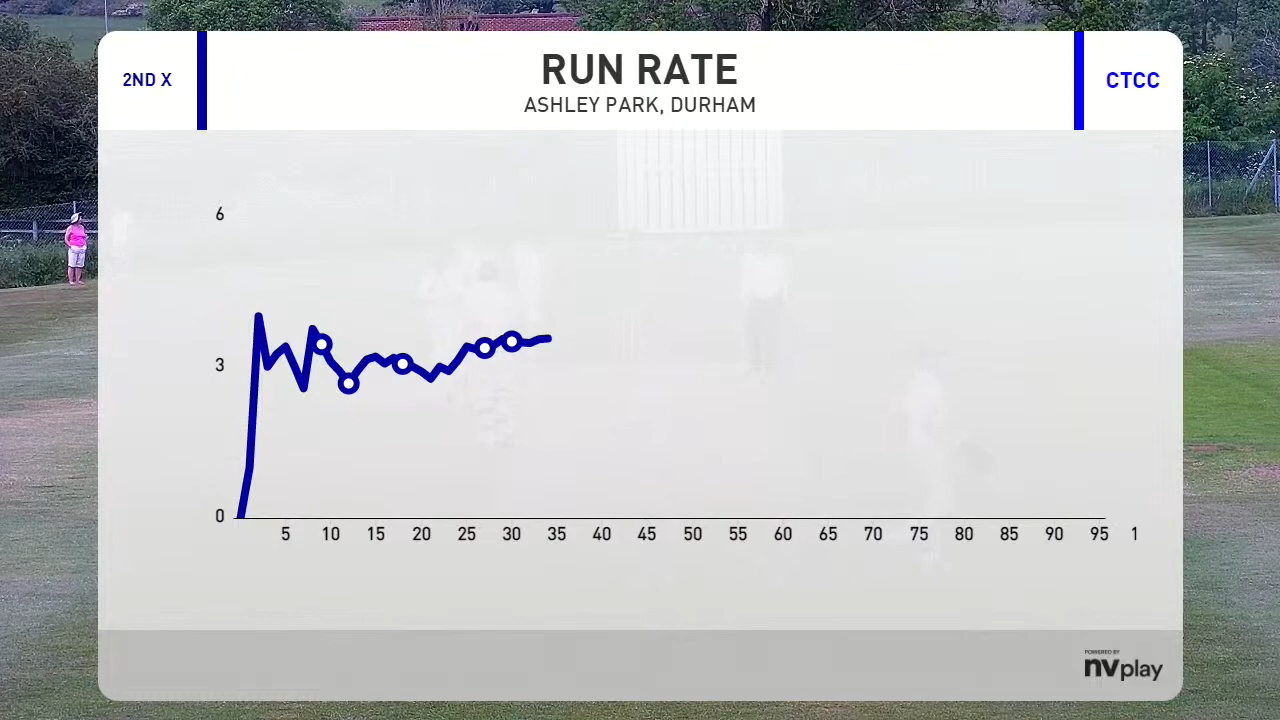 2ND X
RUN RATE
ASHLEY PARK, DURHAM
CTCC
6
3
0
5 10 15 20 25 30 35 40 45 50 55 60 65 70 75 80 85 90 95 1
POWERED BY
nvplay